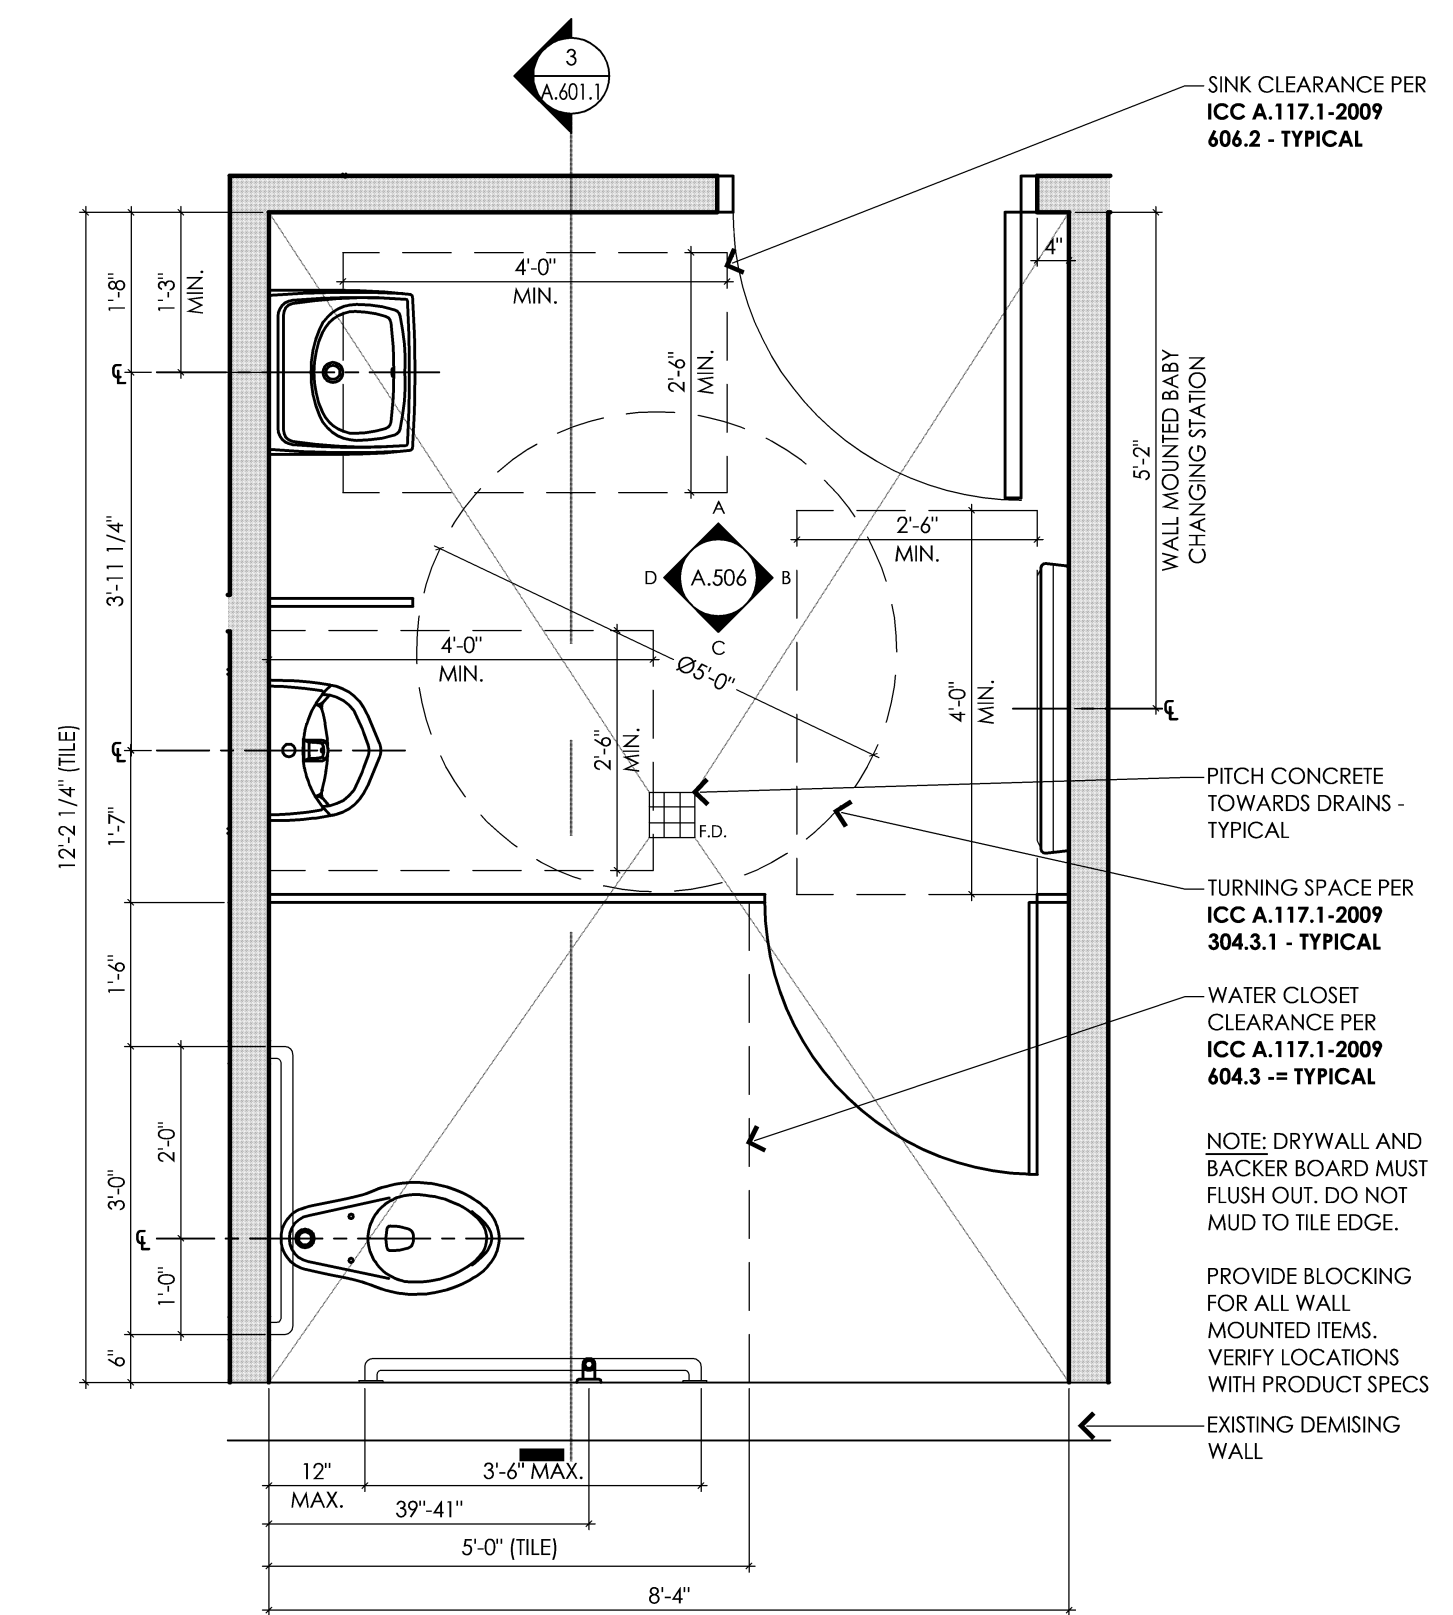 3
A.601.1
SINK CLEARANCE PER
ICC A.117.1-2009
606.2 - TYPICAL
1'-8"
1'-3"
MIN.
4'-0"
MIN.
2'-6"
MIN.
4"
℄
5'-2"
WALL MOUNTED BABY
CHANGING STATION
3'-11 1/4"
A
D
A.506
B
C
2'-6"
MIN.
4'-0"
MIN.
Ø5'-0"
4'-0"
MIN.
℄
12'-2 1/4" (TILE)
℄
2'-6"
MIN.
1'-7"
F.D.
PITCH CONCRETE
TOWARDS DRAINS -
TYPICAL
TURNING SPACE PER
ICC A.117.1-2009
304.3.1 - TYPICAL
1'-6"
WATER CLOSET
CLEARANCE PER
ICC A.117.1-2009
604.3 -= TYPICAL
2'-0"
3'-0"
NOTE: DRYWALL AND
BACKER BOARD MUST
FLUSH OUT. DO NOT
MUD TO TILE EDGE.
℄
1'-0"
PROVIDE BLOCKING
FOR ALL WALL
MOUNTED ITEMS.
VERIFY LOCATIONS
WITH PRODUCT SPECS
6"
EXISTING DEMISING
WALL
12"
MAX.
3'-6" MAX.
39"-41"
5'-0" (TILE)
8'-4"